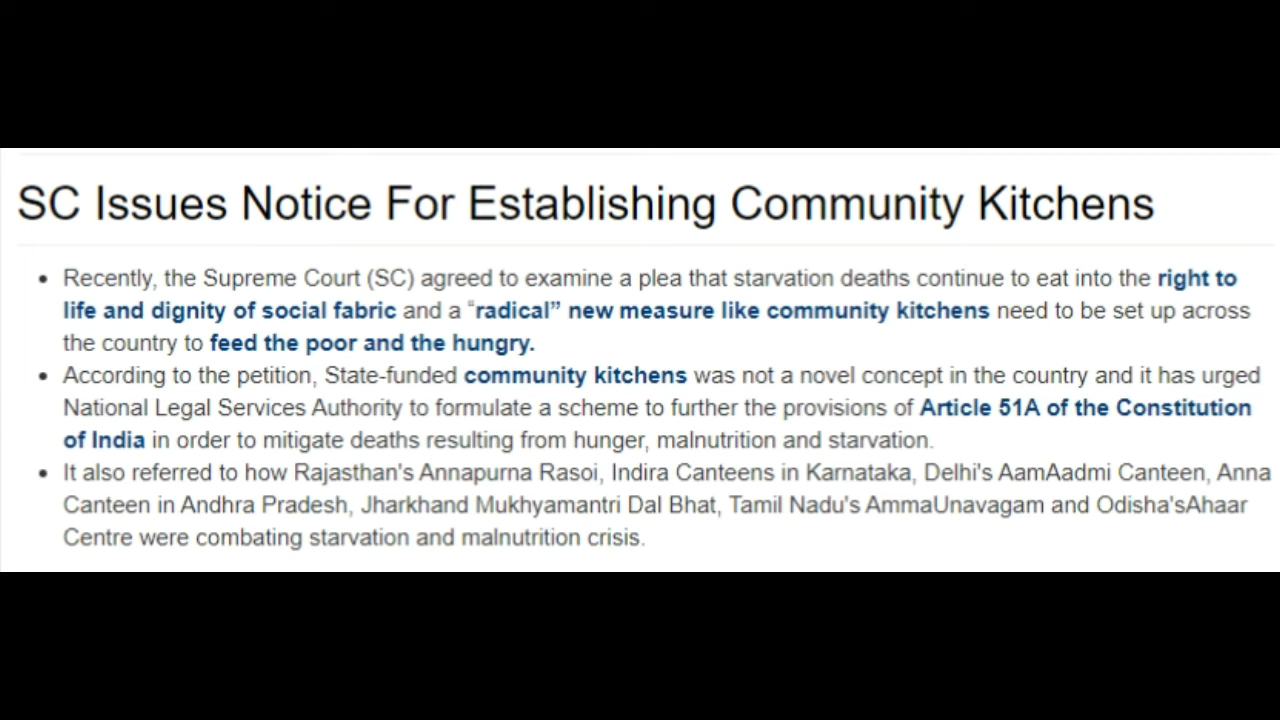 SC Issues Notice For Establishing Community Kitchens
• Recently, the Supreme Court (SC) agreed to examine a plea that starvation deaths continue to eat into the right to
life and dignity of social fabric and a “radical” new measure like community kitchens need to be set up across
the country to feed the poor and the hungry.
• According to the petition, State-funded community kitchens was not a novel concept in the country and it has urged
National Legal Services Authority to formulate a scheme to further the provisions of Article 51A of the Constitution
of India in order to mitigate deaths resulting from hunger, malnutrition and starvation.
• It also referred to how Rajasthan's Annapurna Rasoi, Indira Canteens in Karnataka, Delhi's AamAadmi Canteen, Anna
Canteen in Andhra Pradesh, Jharkhand Mukhyamantri Dal Bhat, Tamil Nadu's AmmaUnavagam and Odisha'sAhaar
Centre were combating starvation and malnutrition crisis.